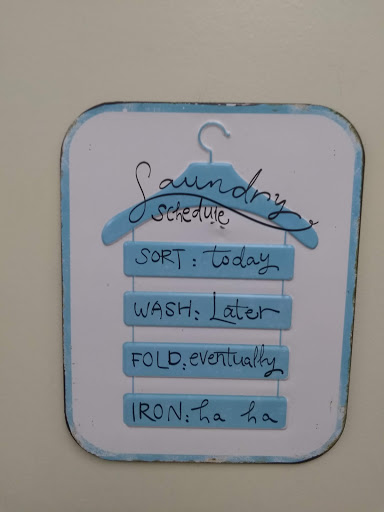 Laundry
schedule
SORT: today
WASH: Later
FOLD: eventually
IRON: ha ha